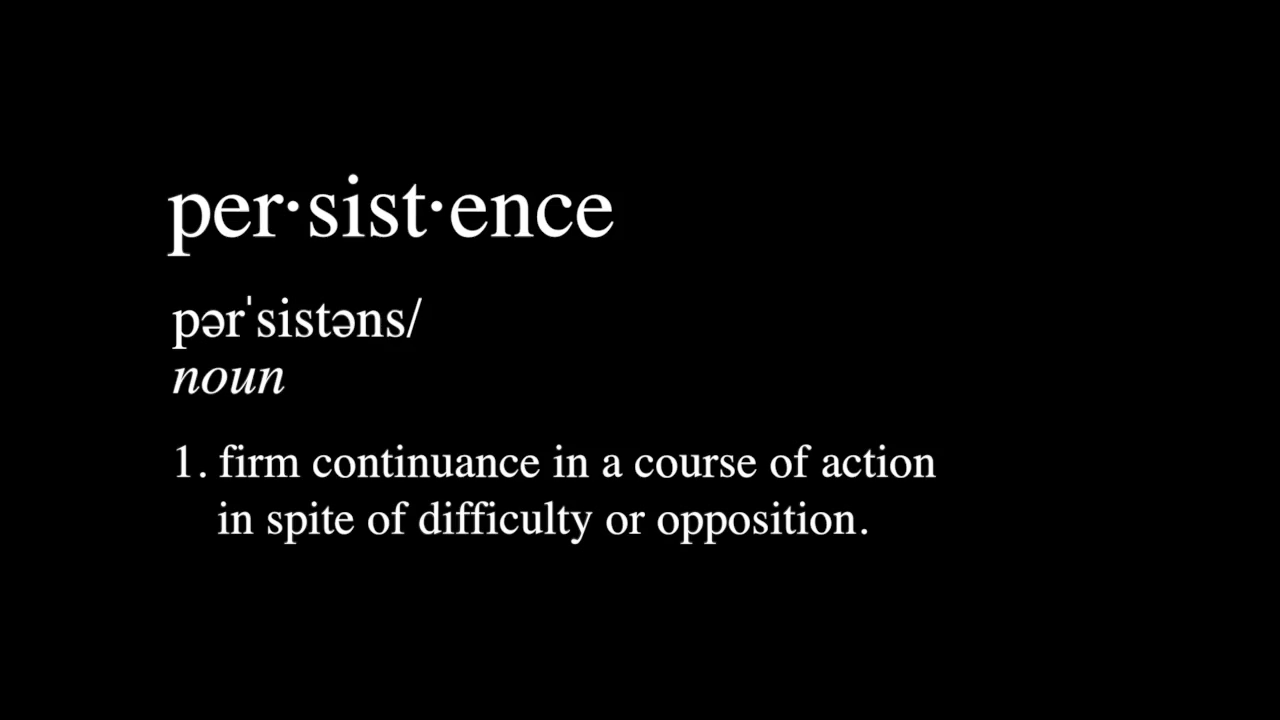 per·sist·ence
pərˈsistəns/
noun
1. firm continuance in a course of action
in spite of difficulty or opposition.